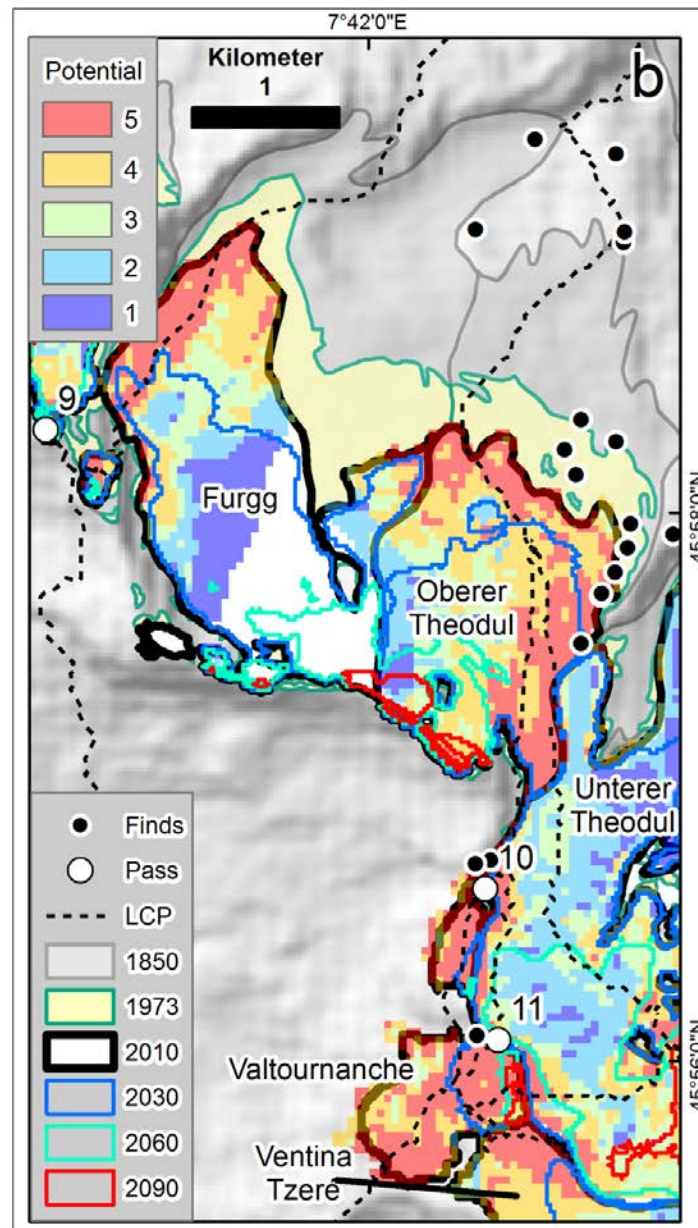 7°42'0"E
Potential
5
4
3
2
1
Kilometer
1
b
9
Furgg
Oberer
Theodul
45°58'0"N
Unterer
Theodul
10
11
Valtournanche
Ventina
Tzere
45°56'0"N
Finds
Pass
LCP
1850
1973
2010
2030
2060
2090